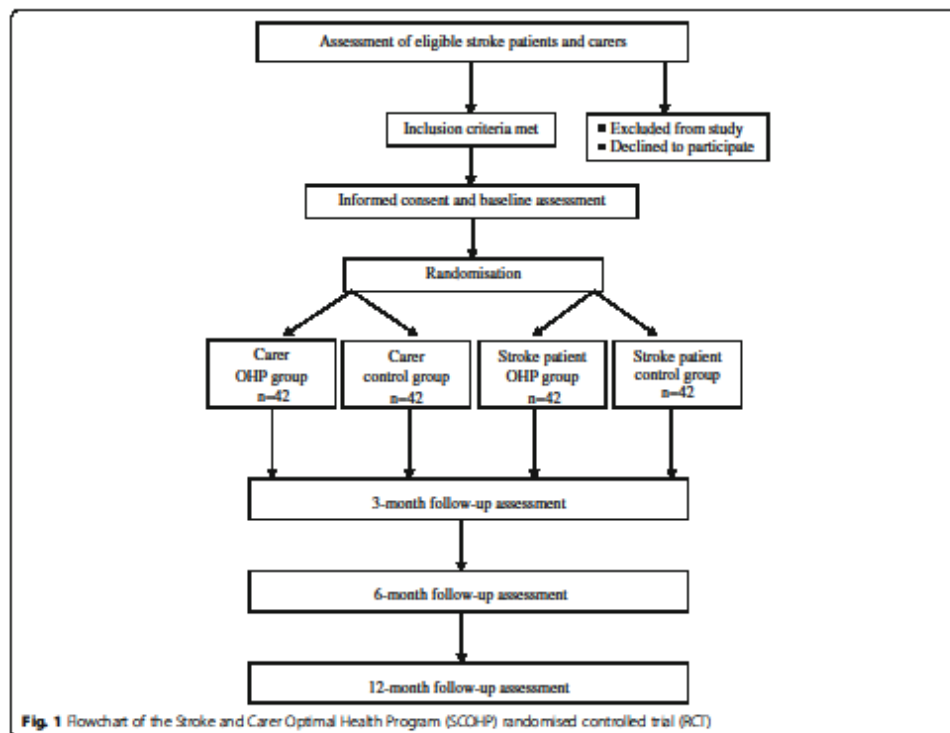 Assessment of eligible stroke patients and carers
Inclusion criteria met
▪ Excluded from study
▪ Declined to participate
Informed consent and baseline assessment
Randomisation
Carer
OHP group
n=42
Carer
control group
n=42
Stroke patient
OHP group
n=42
Stroke patient
control group
n=42
3-month follow-up assessment
6-month follow-up assessment
12-month follow-up assessment
Fig. 1 Flowchart of the Stroke and Carer Optimal Health Program (SCOHP) randomised controlled trial (RCT)